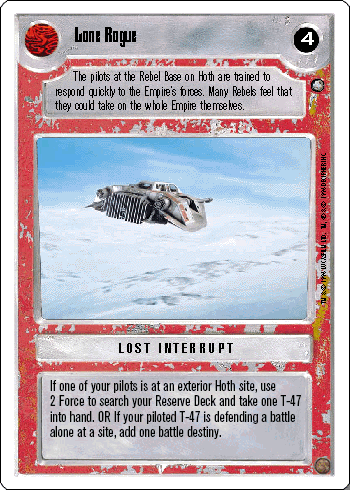 Lone Rogue
4
The pilots at the Rebel Base on Hoth are trained to
respond quickly to the Empire's forces. Many Rebels feel that
they could take on the whole Empire themselves.
LOST INTERRUPT
If one of your pilots is at an exterior Hoth site, use
2 Force to search your Reserve Deck and take one T-47
into hand. OR If your piloted T-47 is defending a battle
alone at a site, add one battle destiny.